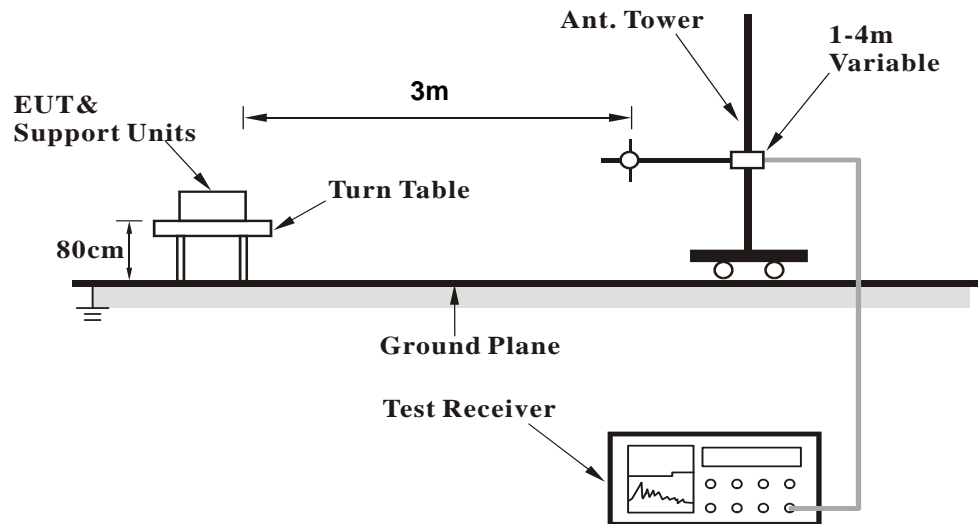 Ant. Tower
1-4m
Variable
3m
EUT&
Support Units
Turn Table
80cm
Ground Plane
Test Receiver